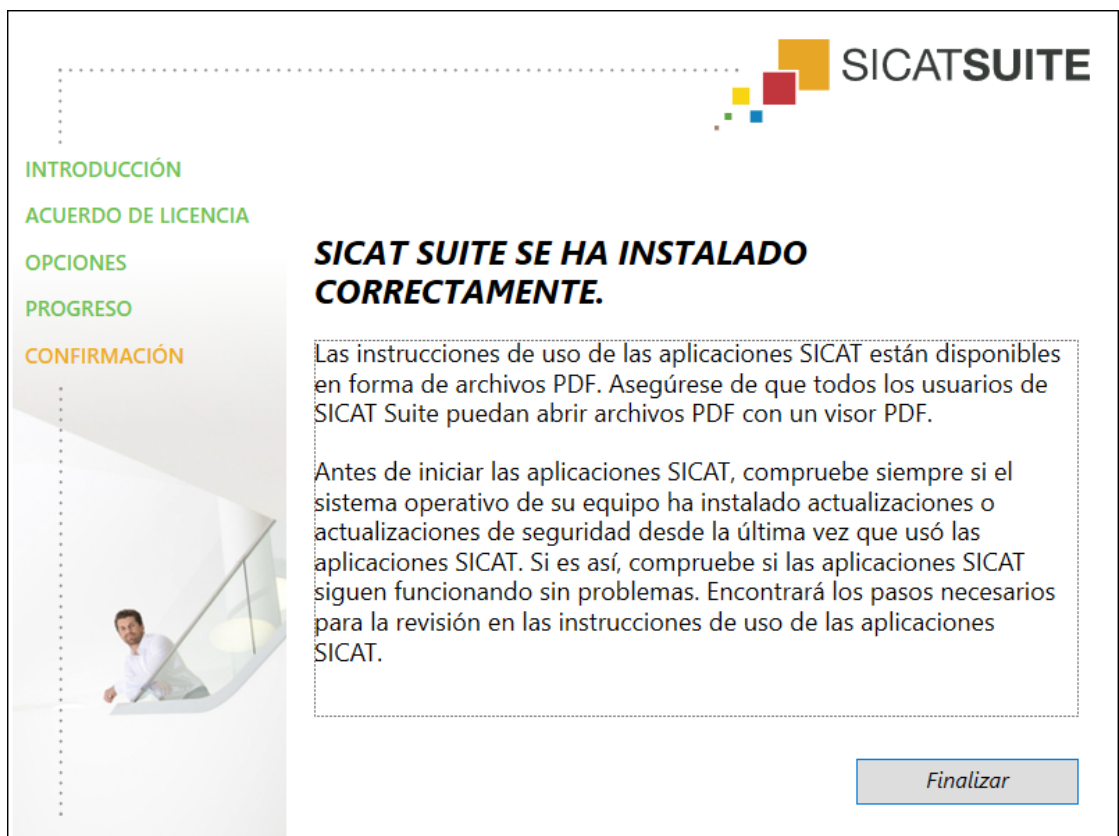 SICATSUITE
INTRODUCCIÓN
ACUERDO DE LICENCIA
OPCIONES
PROGRESO
CONFIRMACIÓN
SICAT SUITE SE HA INSTALADO
CORRECTAMENTE.
Las instrucciones de uso de las aplicaciones SICAT están disponibles
en forma de archivos PDF. Asegúrese de que todos los usuarios de
SICAT Suite puedan abrir archivos PDF con un visor PDF.
Antes de iniciar las aplicaciones SICAT, compruebe siempre si el
sistema operativo de su equipo ha instalado actualizaciones o
actualizaciones de seguridad desde la última vez que usó las
aplicaciones SICAT. Si es así, compruebe si las aplicaciones SICAT
siguen funcionando sin problemas. Encontrará los pasos necesarios
para la revisión en las instrucciones de uso de las aplicaciones
SICAT.
Finalizar